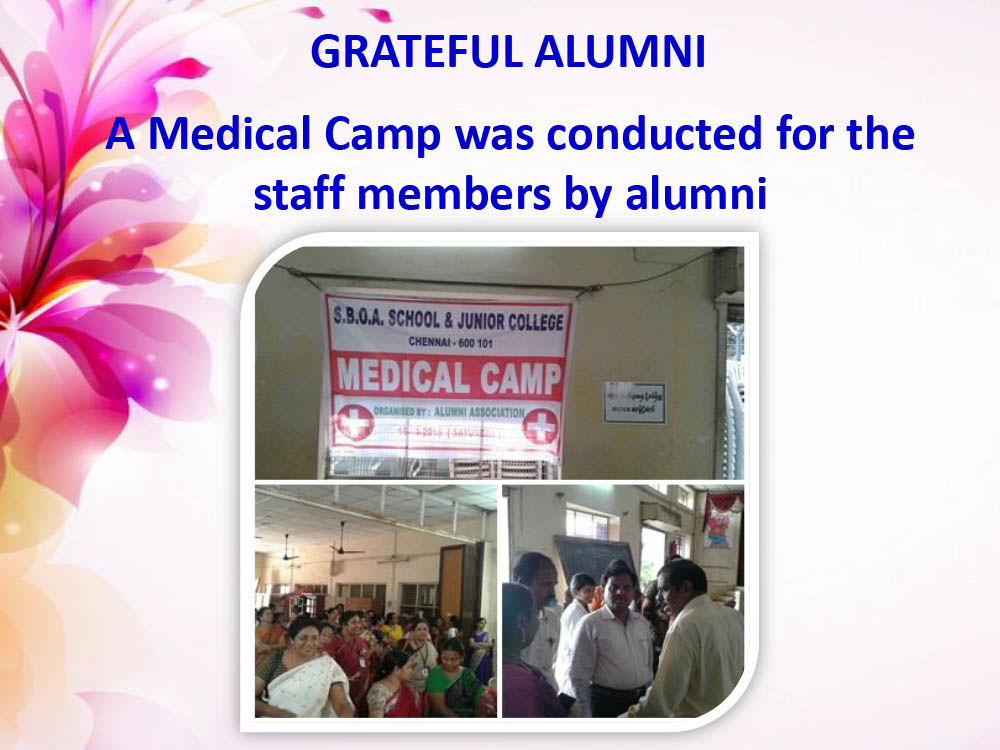 GRATEFUL ALUMNI
A Medical Camp was conducted for the
staff members by alumni
S.B.O.A. SCHOOL & JUNIOR COLLEGE
CHENNAI - 600 101
MEDICAL CAMP
ORGANISED BY : ALUMNI ASSOCIATION